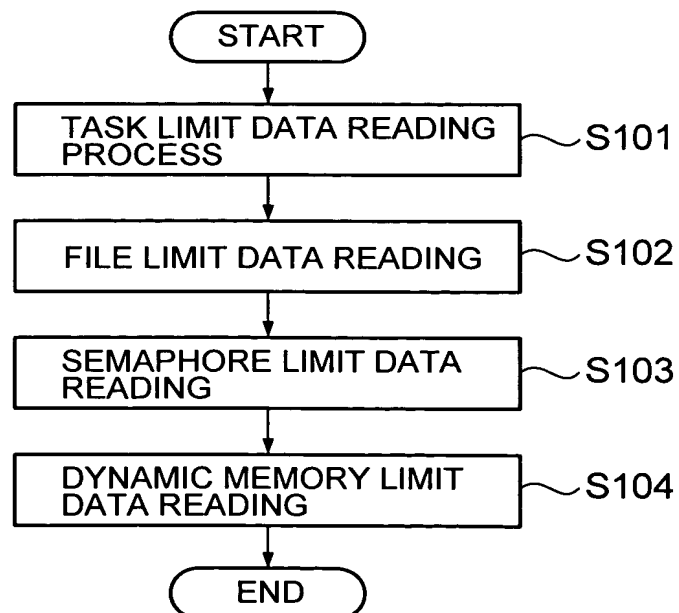 START
TASK LIMIT DATA READING
PROCESS
S101
FILE LIMIT DATA READING
S102
SEMAPHORE LIMIT DATA
READING
S103
DYNAMIC MEMORY LIMIT
DATA READING
S104
END